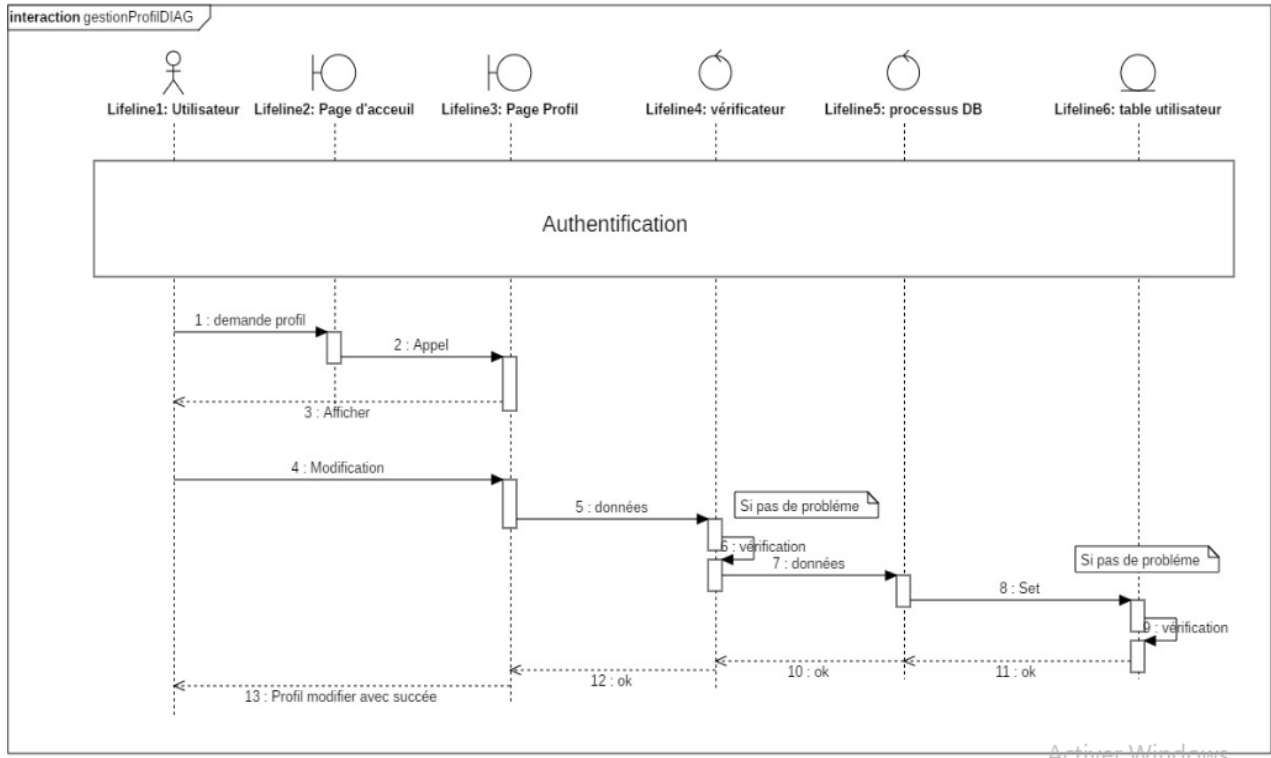 interaction gestionProfilDIAG
Lifeline1: Utilisateur
Lifeline2: Page d'acceuil
Lifeline3: Page Profil
Lifeline4: vérificateur
Lifeline5: processus DB
Lifeline6: table utilisateur
Authentification
1 : demande profil
2 : Appel
3 : Afficher
4 : Modification
5 : données
Si pas de probléme
6 : vérification
7 : données
Si pas de probléme
8 : Set
9 : vérification
10 : ok
11 : ok
12 : ok
13 : Profil modifier avec succée
Activer Windows